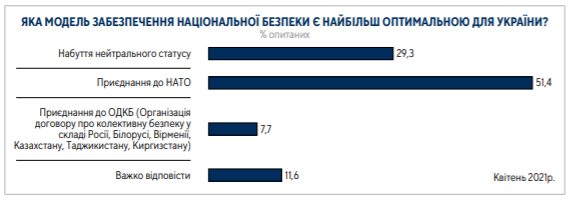 ЯКА МОДЕЛЬ ЗАБЕЗПЕЧЕННЯ НАЦІОНАЛЬНОЇ БЕЗПЕКИ Є НАЙБІЛЬШ ОПТИМАЛЬНОЮ ДЛЯ УКРАЇНИ?
% опитаних
Набуття нейтрального статусу 29,3
Приєднання до НАТО 51,4
Приєднання до ОДКБ (Організація
договору про колективну безпеку у
складі Росії, Білорусі, Вірменії,
Казахстану, Таджикистану, Киргизстану) 7,7
Важко відповісти 11,6
Квітень 2021р.